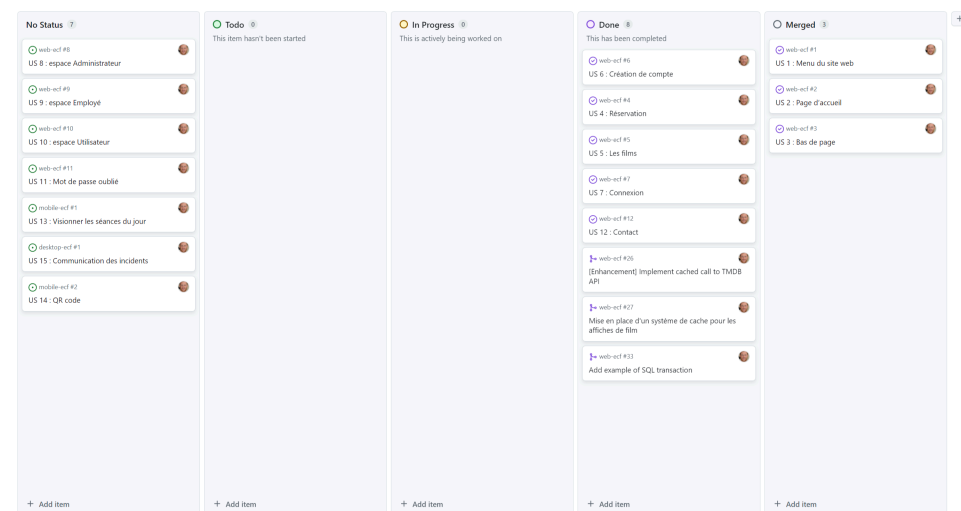 No Status 7
web-ecf #8
US 8 : espace Administrateur
web-ecf #9
US 9 : espace Employé
web-ecf #10
US 10 : espace Utilisateur
web-ecf #11
US 11 : Mot de passe oublié
mobile-ecf #1
US 13 : Visionner les séances du jour
desktop-ecf #1
US 15 : Communication des incidents
mobile-ecf #2
US 14 : QR code
+ Add item
Todo 0
This item hasn't been started
+ Add item
In Progress 0
This is actively being worked on
+ Add item
Done 8
This has been completed
web-ecf #6
US 6 : Création de compte
web-ecf #4
US 4 : Réservation
web-ecf #5
US 5 : Les films
web-ecf #7
US 7 : Connexion
web-ecf #12
US 12 : Contact
web-ecf #26
[Enhancement] Implement cached call to TMDB
API
web-ecf #27
Mise en place d'un système de cache pour les
affiches de film
web-ecf #33
Add example of SQL transaction
+ Add item
Merged 3
web-ecf #1
US 1 : Menu du site web
web-ecf #2
US 2 : Page d'accueil
web-ecf #3
US 3 : Bas de page
+ Add item
+